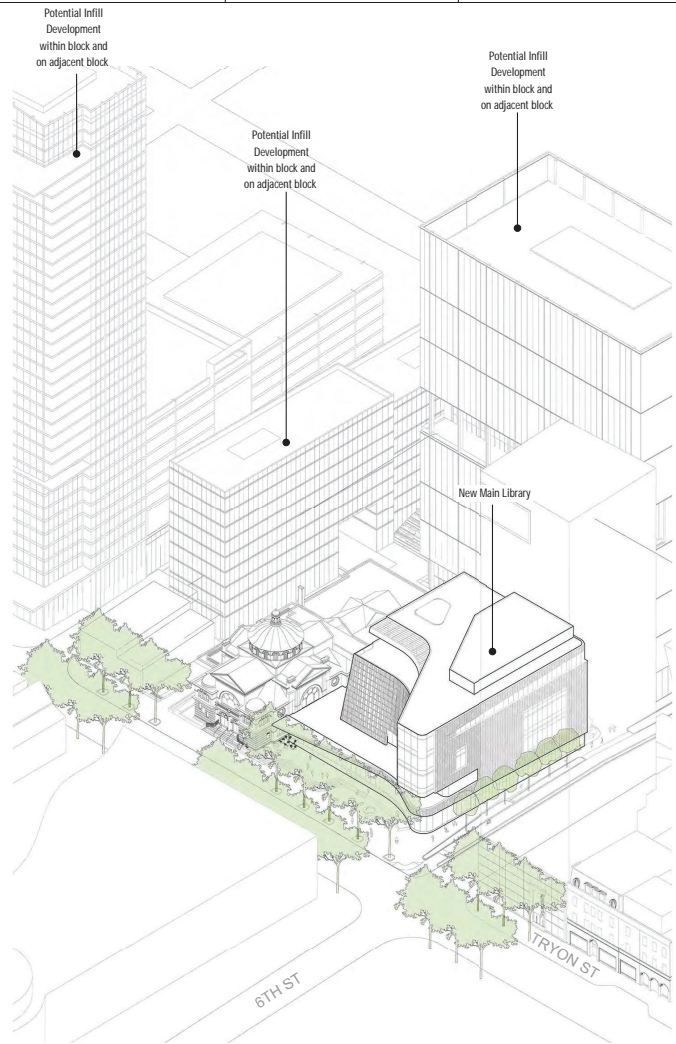 Potential Infill
Development
within block and
on adjacent block
Potential Infill
Development
within block and
on adjacent block
Potential Infill
Development
within block and
on adjacent block
New Main Library
6TH ST
TRYON ST